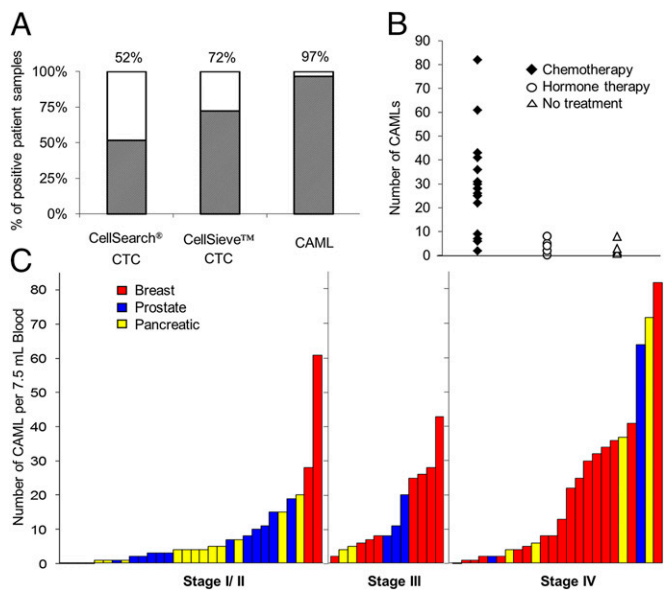 A
52%
72%
97%
100%
75%
50%
25%
0%
% of positive patient samples
CellSearch® CTC
CellSieve™ CTC
CAML
B
90
80
70
60
50
40
30
20
10
0
Number of CAMLs
Chemotherapy
Hormone therapy
No treatment
C
80
70
60
50
40
30
20
10
0
Number of CAML per 7.5 mL Blood
Breast
Prostate
Pancreatic
Stage I/ II
Stage III
Stage IV